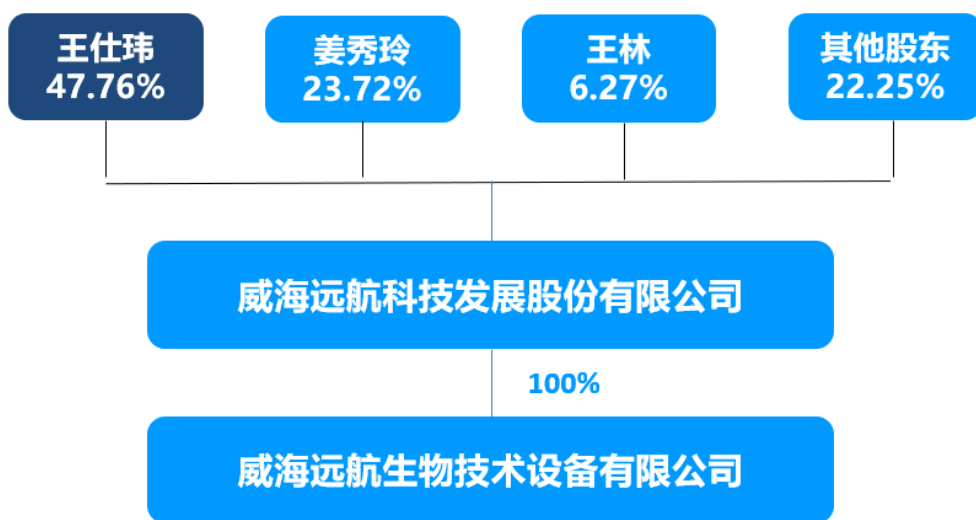 王仕玮
47.76%
姜秀玲
23.72%
王林
6.27%
其他股东
22.25%
威海远航科技发展股份有限公司
100%
威海远航生物技术设备有限公司